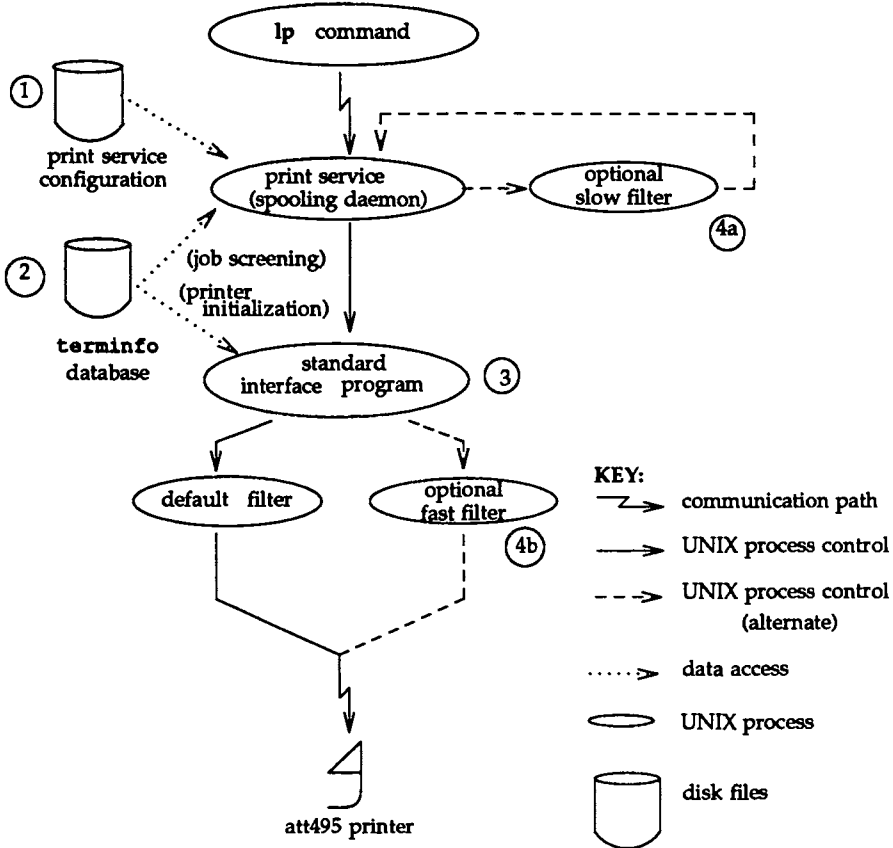 lp command
1
print service
configuration
print service
(spooling daemon)
optional
slow filter
4a
2
(job screening)
(printer
initialization)
terminfo
database
standard
interface program
3
default filter
optional
fast filter
4b
att495 printer
KEY:
communication path
UNIX process control
UNIX process control
(alternate)
data access
UNIX process
disk files